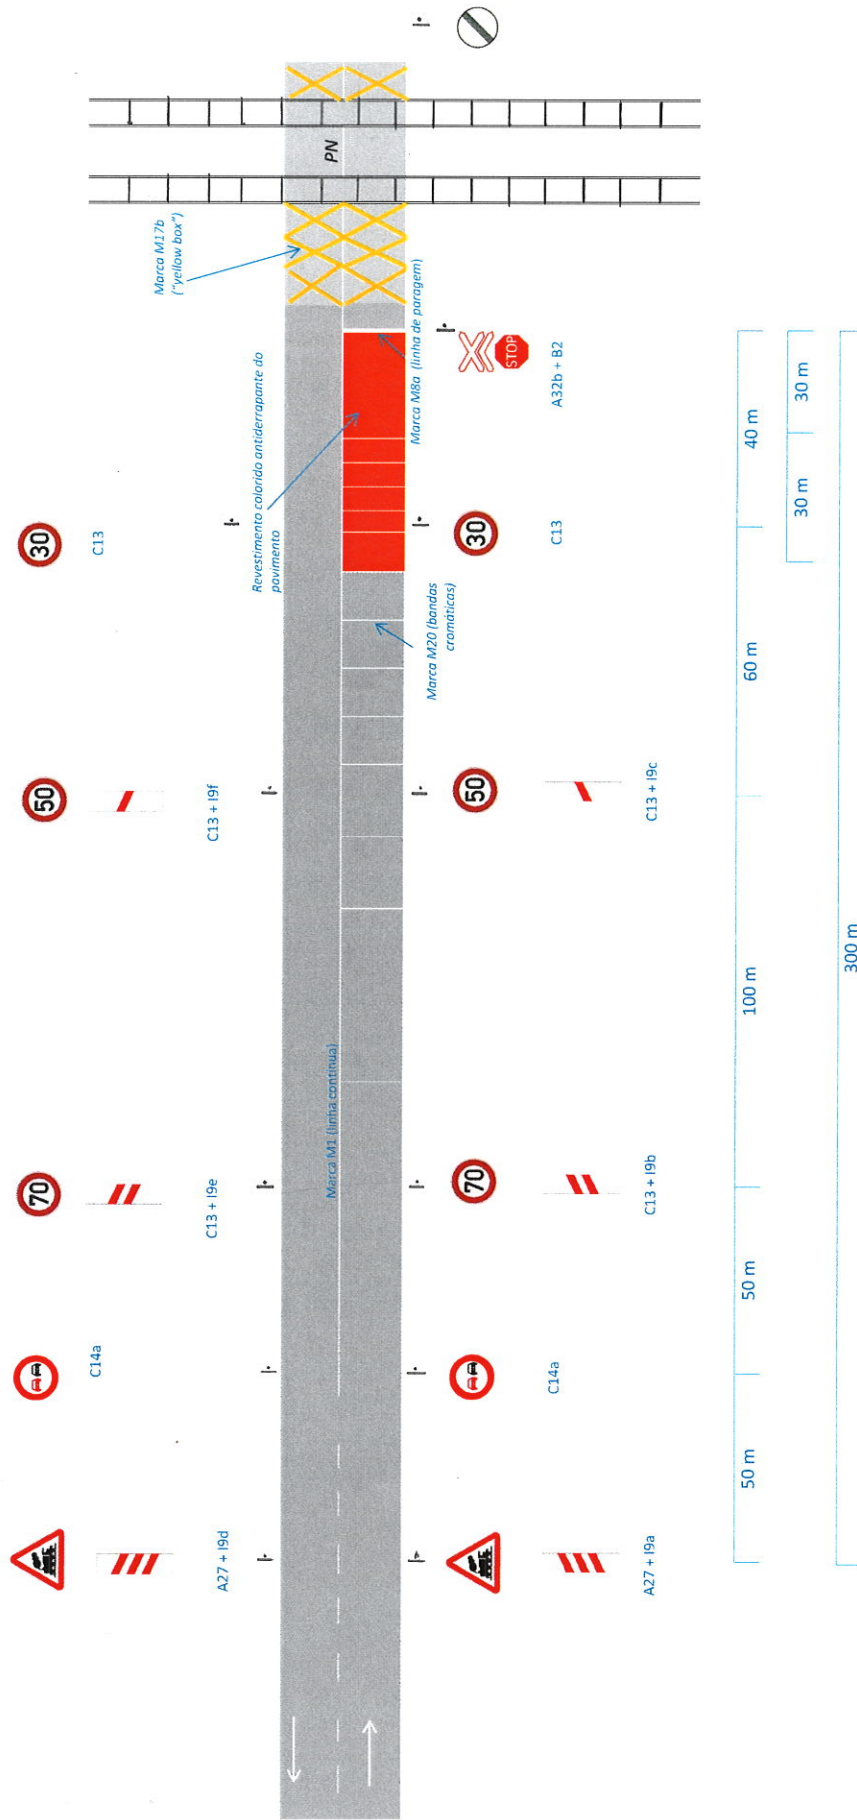 PN
Marca M17b
("yellow box")
STOP
A32b + B2
Marca M8a (linha de paragem)
Revestimento colorido antiderrapante do
pavimento
30
C13
30
C13
Marca M20 (bandas
cromáticas)
50
C13 + I9f
50
C13 + I9c
Marca M1 (linha contínua)
70
C13 + I9e
70
C13 + I9b
C14a
C14a
A27 + I9d
A27 + I9a
50 m
50 m
100 m
60 m
40 m
30 m
30 m
300 m